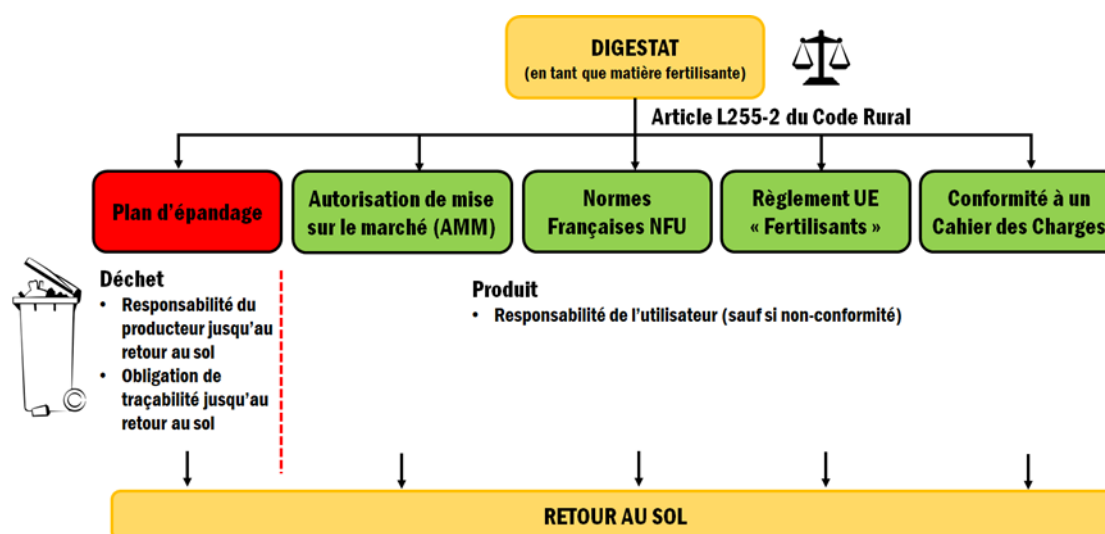 DIGESTAT
(en tant que matière fertilisante)
Article L255-2 du Code Rural
Plan d'épandage
Autorisation de mise
sur le marché (AMM)
Normes
Françaises NFU
Règlement UE
« Fertilisants »
Conformité à un
Cahier des Charges
Déchet
• Responsabilité du
producteur jusqu'au
retour au sol
• Obligation de
traçabilité jusqu'au
retour au sol
Produit
• Responsabilité de l'utilisateur (sauf si non-conformité)
RETOUR AU SOL